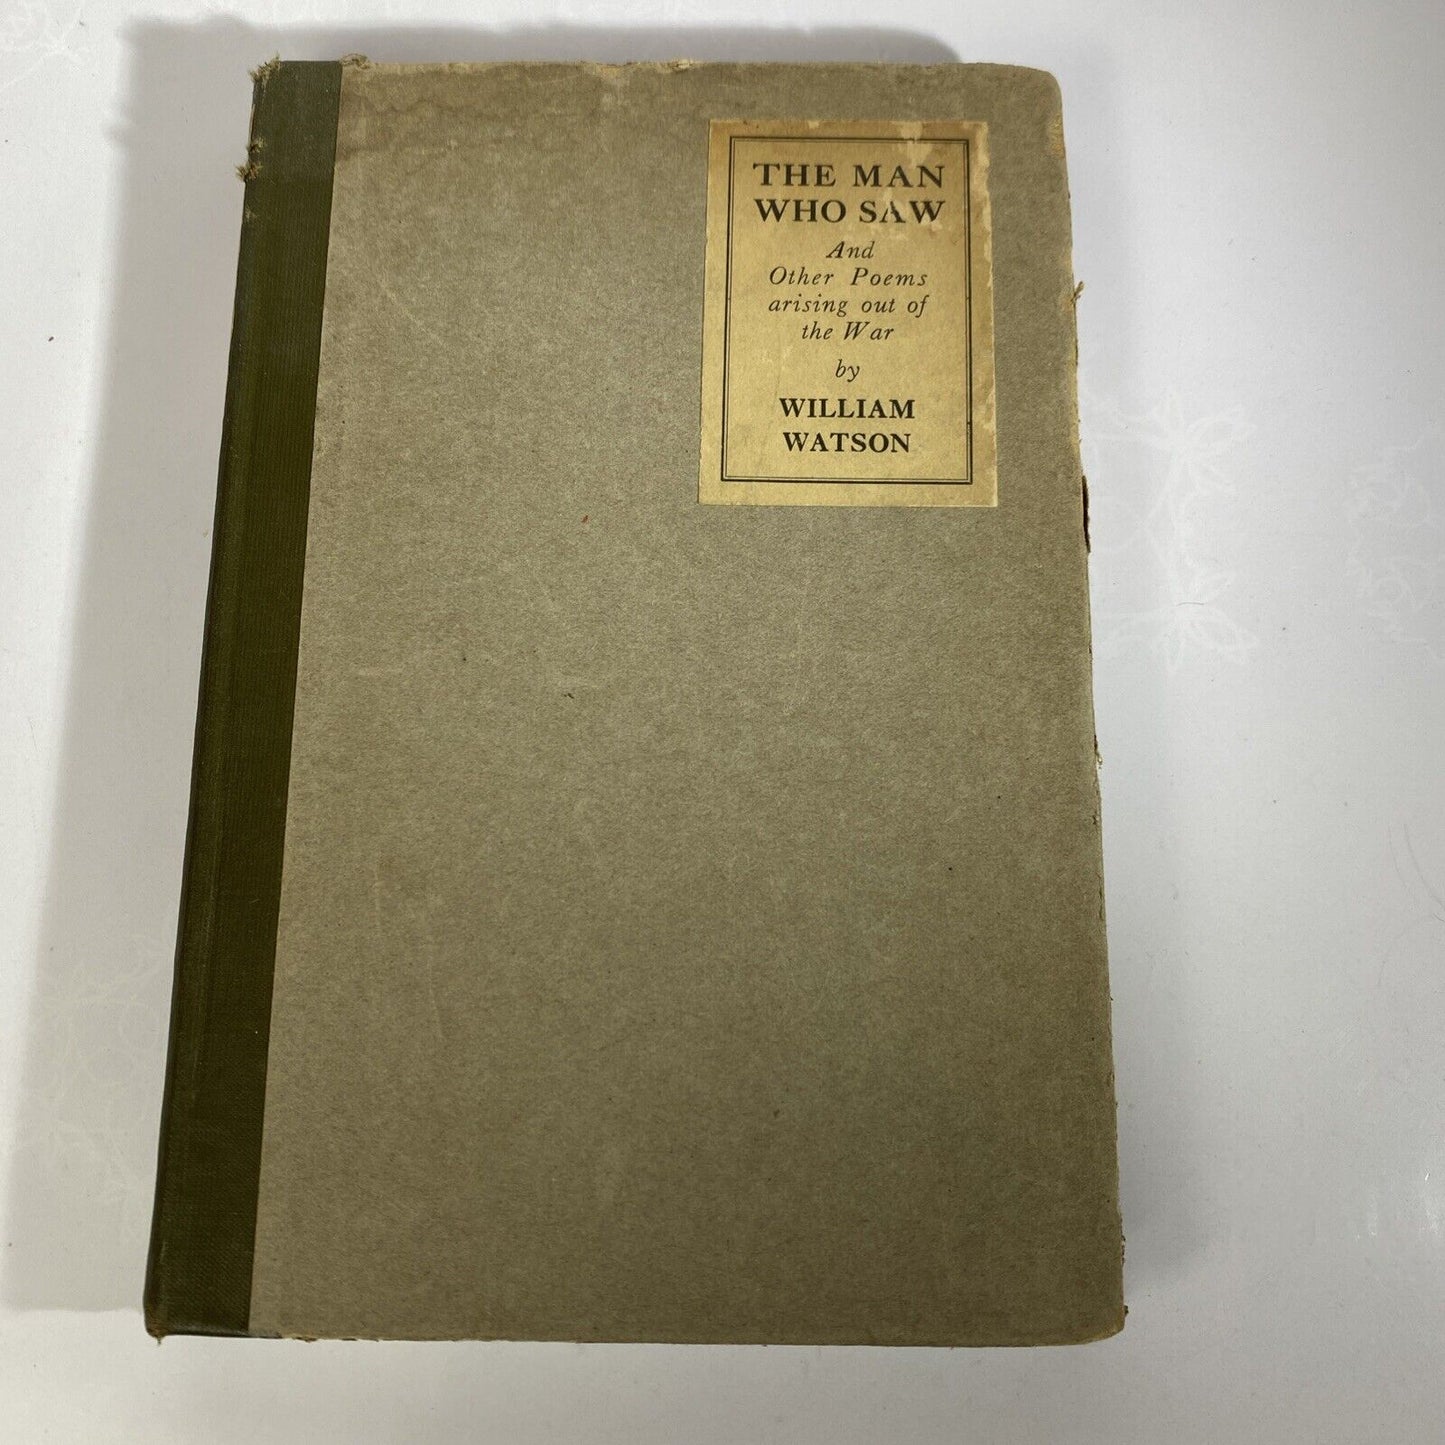 THE MAN
WHO SAW
And
Other Poems
arising out of
the War
by
WILLIAM
WATSON